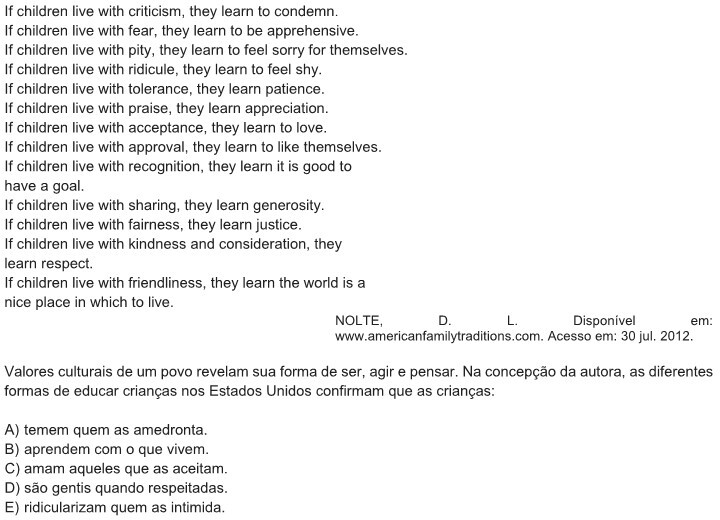 If children live with criticism, they learn to condemn.
If children live with fear, they learn to be apprehensive.
If children live with pity, they learn to feel sorry for themselves.
If children live with ridicule, they learn to feel shy.
If children live with tolerance, they learn patience.
If children live with praise, they learn appreciation.
If children live with acceptance, they learn to love.
If children live with approval, they learn to like themselves.
If children live with recognition, they learn it is good to
have a goal.
If children live with sharing, they learn generosity.
If children live with fairness, they learn justice.
If children live with kindness and consideration, they
learn respect.
If children live with friendliness, they learn the world is a
nice place in which to live.
NOLTE, D. L. Disponível em:
www.americanfamilytraditions.com. Acesso em: 30 jul. 2012.
Valores culturais de um povo revelam sua forma de ser, agir e pensar. Na concepção da autora, as diferentes
formas de educar crianças nos Estados Unidos confirmam que as crianças:
A) temem quem as amedronta.
B) aprendem com o que vivem.
C) amam aqueles que as aceitam.
D) são gentis quando respeitadas.
E) ridicularizam quem as intimida.